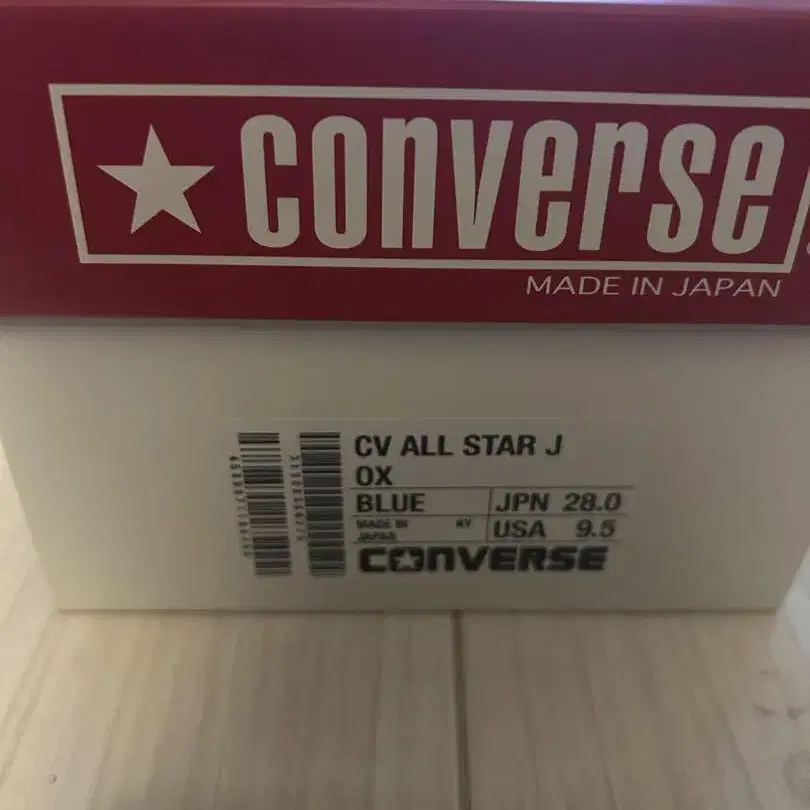 CONVERSE
MADE IN JAPAN
CV ALL STAR J
OX
BLUE JPN 28.0
MADE IN JAPAN USA 9.5
CONVERSE